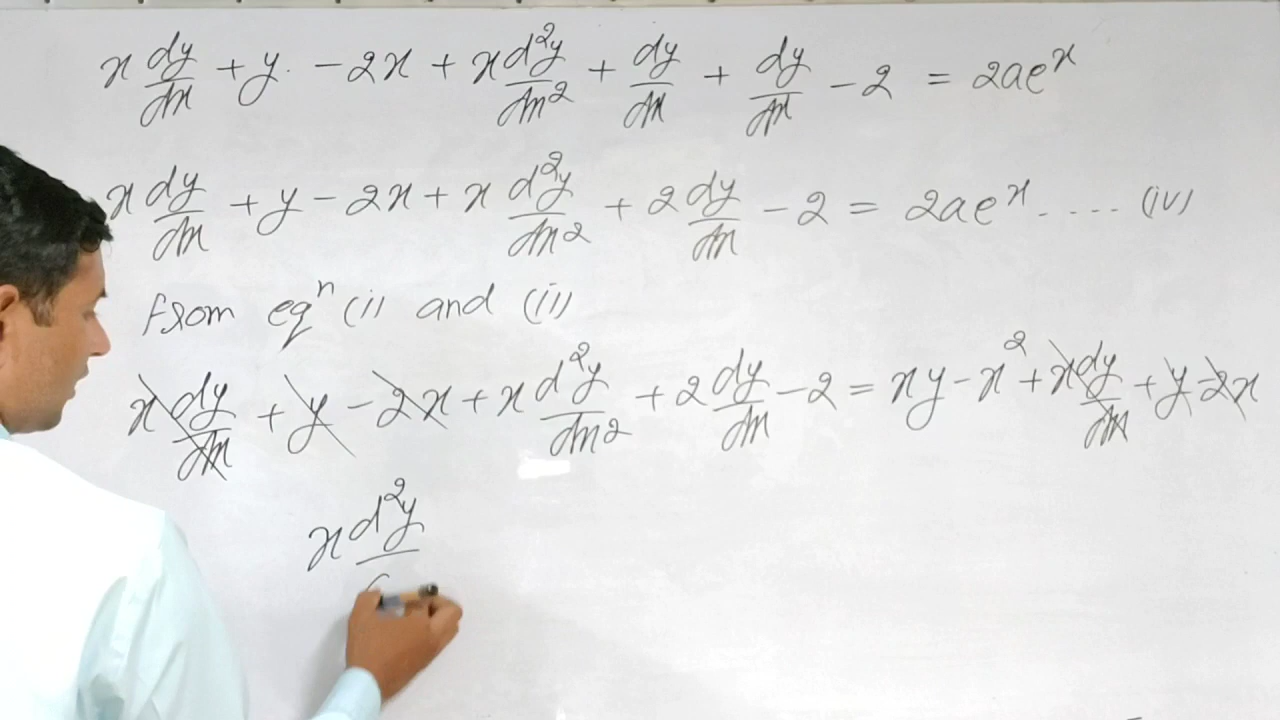 x dy/dx + y - 2x + x d²y/dx² + dy/dx + dy/dx - 2 = 2ae^x
x dy/dx + y - 2x + x d²y/dx² + 2 dy/dx - 2 = 2ae^x ..... (iv)
From eqⁿ (i) and (ii)
x dy/dx + y - 2x + x d²y/dx² + 2 dy/dx - 2 = xy - x² + x dy/dx + y - 2x
x d²y